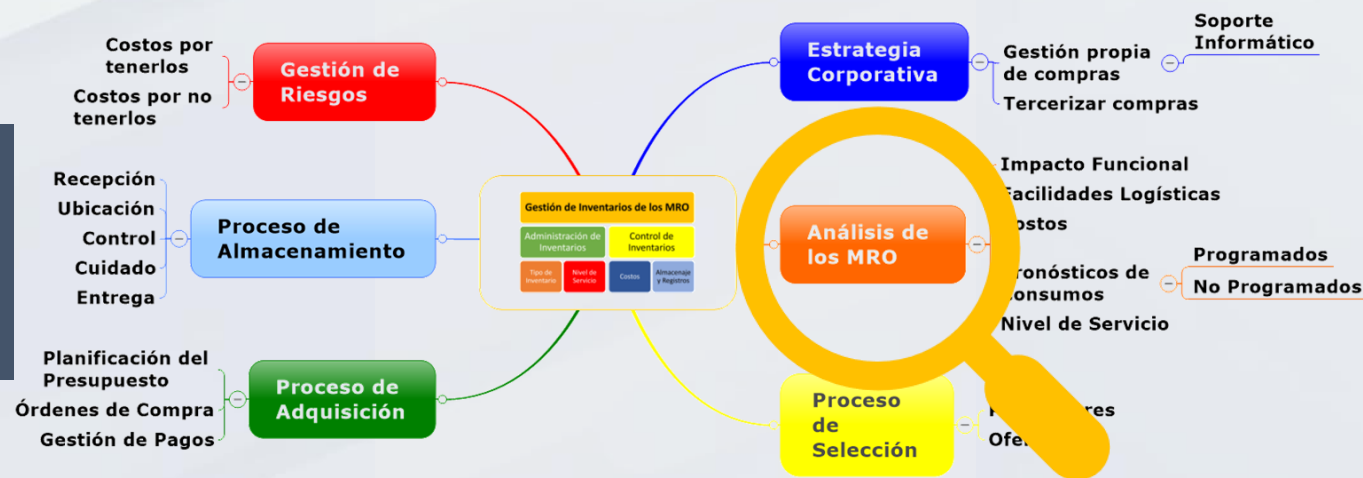 Costos por
tenerlos
Costos por no
tenerlos
Gestión de
Riesgos
Recepción
Ubicación
Control
Cuidado
Entrega
Proceso de
Almacenamiento
Planificación del
Presupuesto
Órdenes de Compra
Gestión de Pagos
Proceso de
Adquisición
Gestión de Inventarios de los MRO
Administración de
Inventarios
Control de
Inventarios
Tipo de
Inventario
Nivel de
Servicio
Costos
Almacenaje
y Registros
Estrategia
Corporativa
Gestión propia
de compras
Soporte
Informático
Tercerizar compras
Análisis de
los MRO
Impacto Funcional
Facilidades Logísticas
Costos
Pronósticos de
Consumos
Programados
No Programados
Nivel de Servicio
Proceso
de
Selección